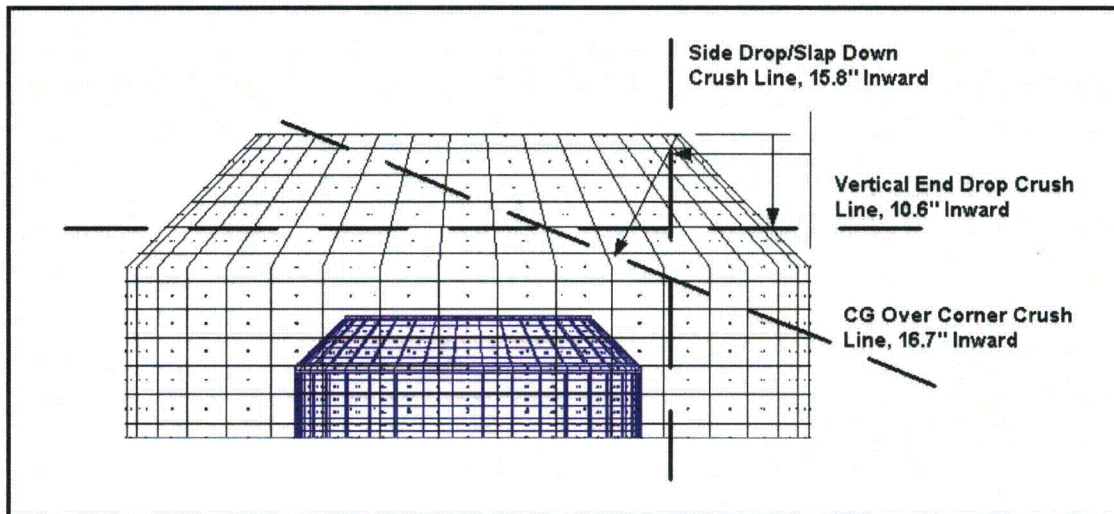 Side Drop/Slap Down
Crush Line, 15.8" Inward
Vertical End Drop Crush
Line, 10.6" Inward
CG Over Corner Crush
Line, 16.7" Inward